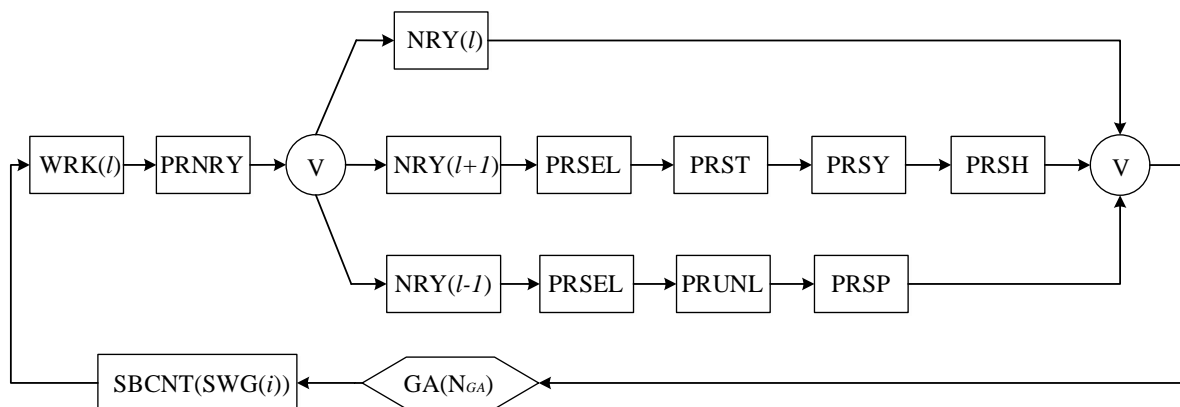 NRY(l)
WRK(l)
PRNRY
V
NRY(l+1)
PRSEL
PRST
PRSY
PRSH
V
NRY(l-1)
PRSEL
PRUNL
PRSP
SBCNT(SWG(i))
GA(NGA)